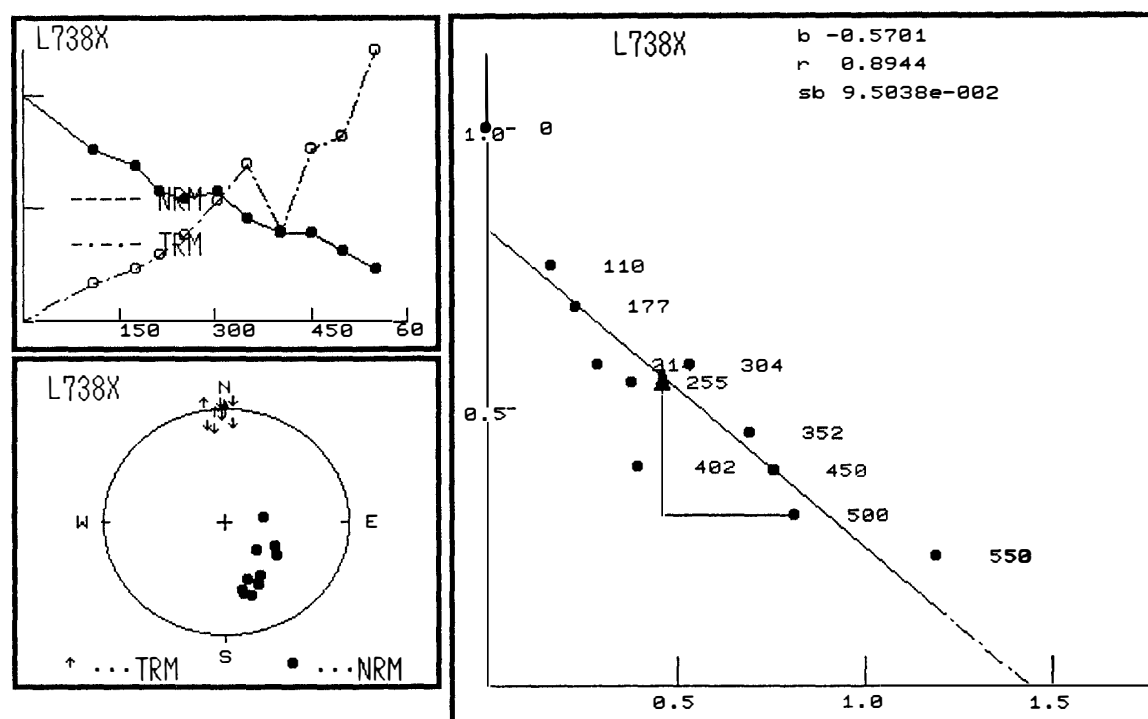 L738X
NRM
TRM
150 300 450 60
L738X
N
W E
S
↑ ...TRM ● ...NRM
L738X
b -0.5701
r 0.8944
sb 9.5038e-002
1.0 0
110
177
214 304
255
0.5
352
402 450
500
550
0.5 1.0 1.5